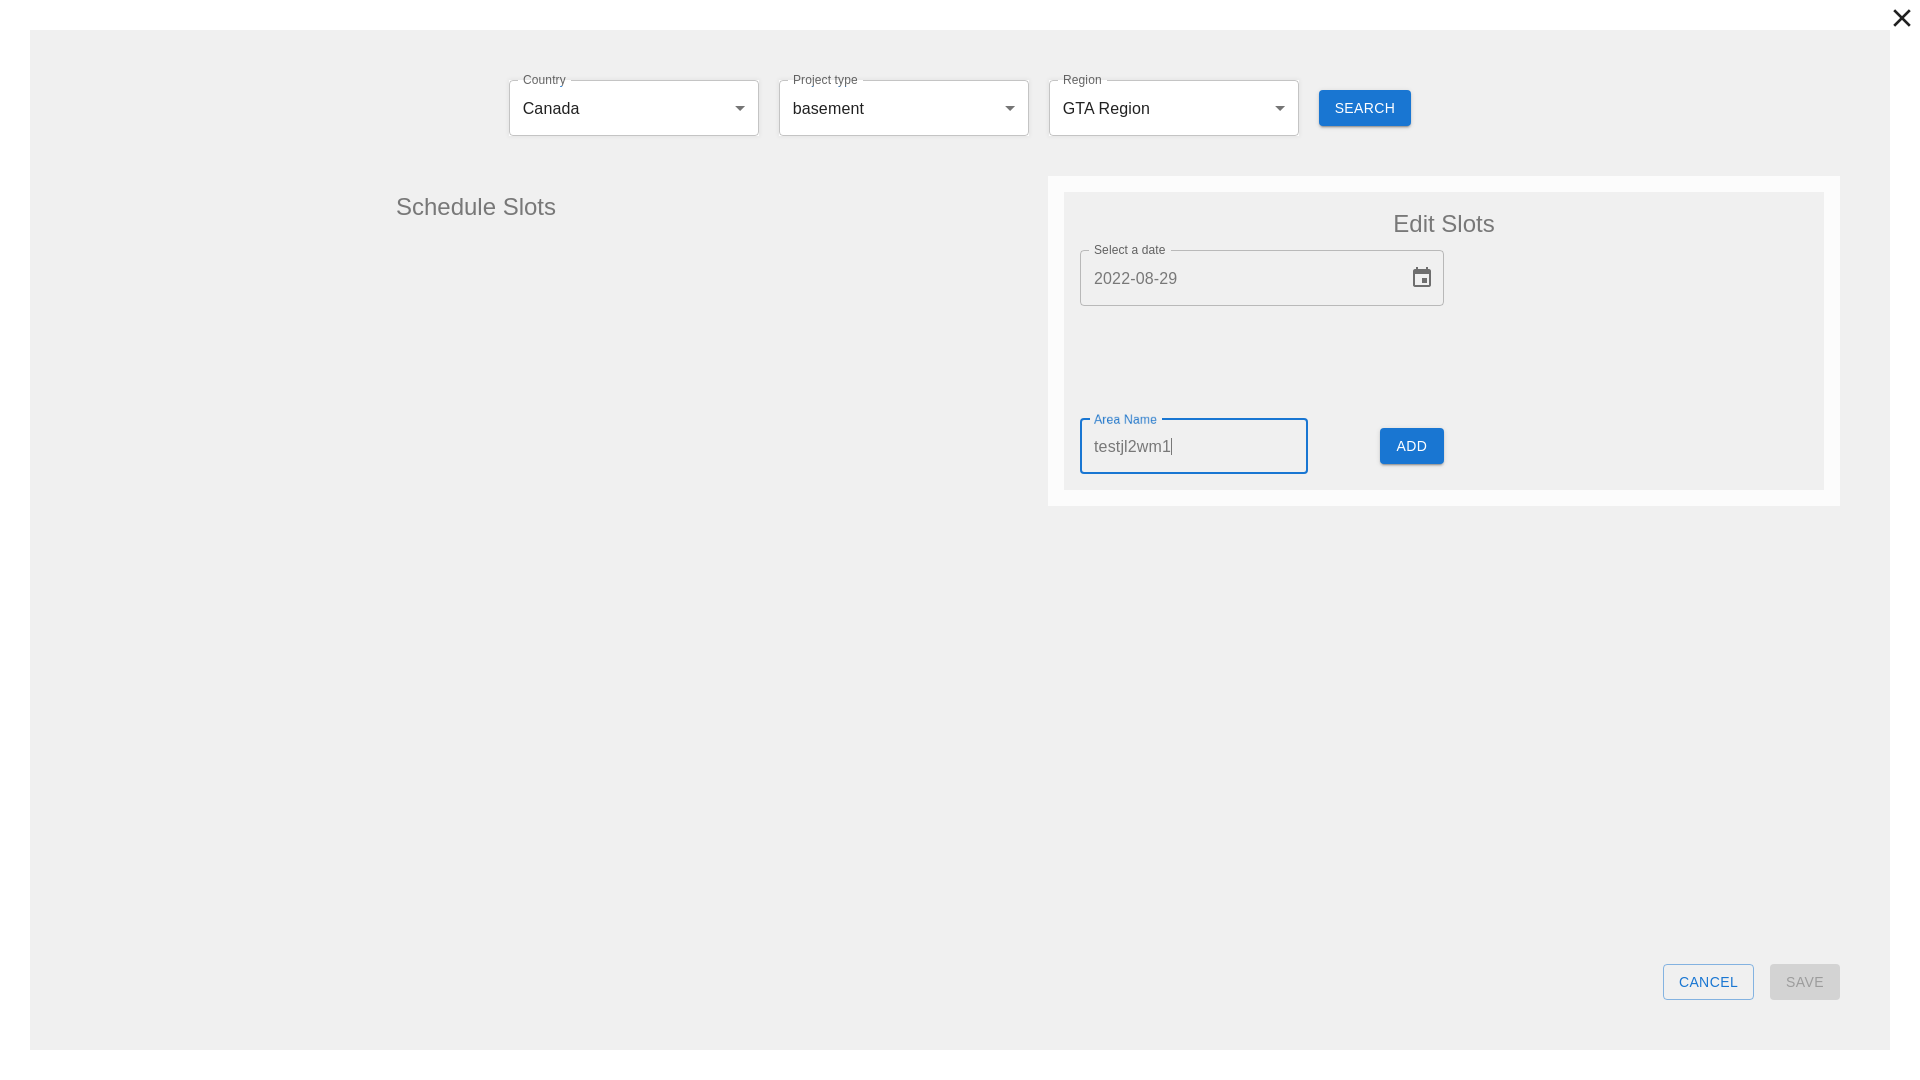 Country
Canada
Project type
basement
Region
GTA Region
SEARCH
Schedule Slots
Edit Slots
Select a date
2022-08-29
Area Name
testjl2wm1
ADD
CANCEL
SAVE